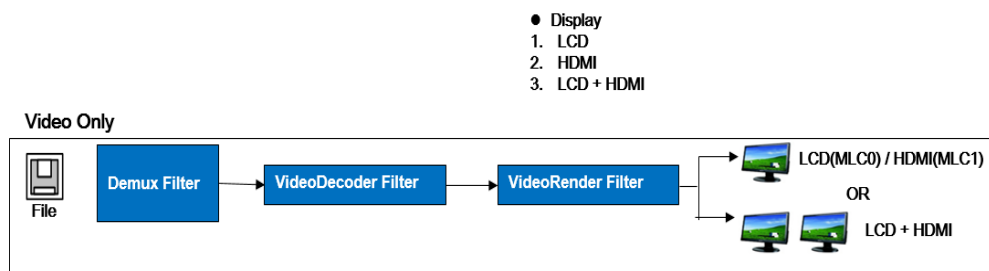 ● Display
1. LCD
2. HDMI
3. LCD + HDMI
Video Only
File
Demux Filter
VideoDecoder Filter
VideoRender Filter
LCD(MLC0) / HDMI(MLC1)
OR
LCD + HDMI